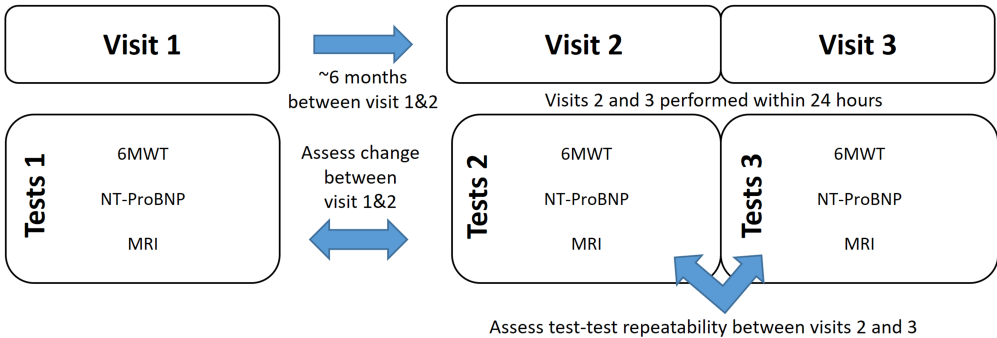 Visit 1
~6 months
between visit 1&2
Visit 2
Visit 3
Visits 2 and 3 performed within 24 hours
Tests 1
6MWT
NT-ProBNP
MRI
Assess change
between
visit 1&2
Tests 2
6MWT
NT-ProBNP
MRI
Tests 3
6MWT
NT-ProBNP
MRI
Assess test-test repeatability between visits 2 and 3